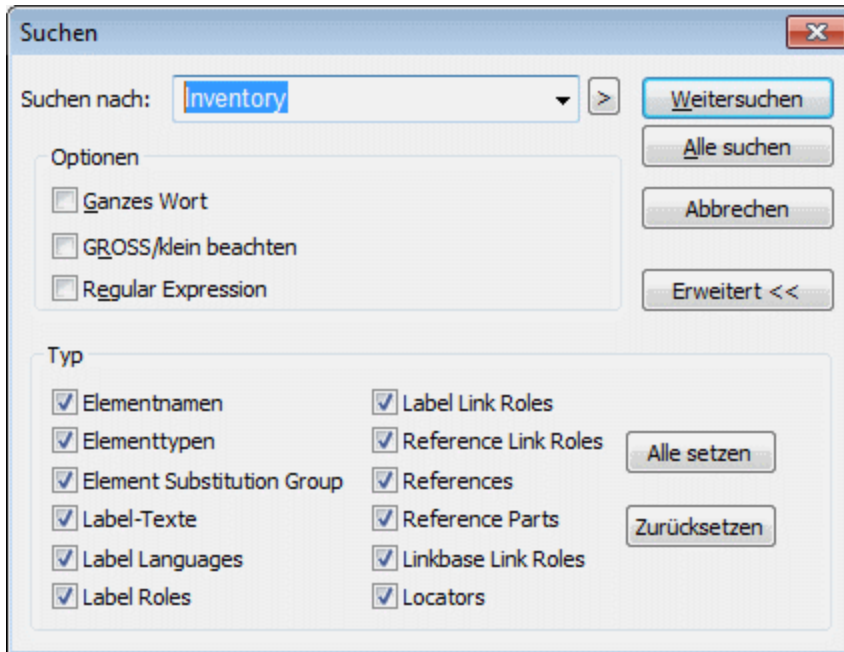 Suchen
Suchen nach: Inventory >
Weitersuchen
Alle suchen
Optionen
Ganzes Wort
Abbrechen
GROSS/klein beachten
Regular Expression
Erweitert <<
Typ
Elementnamen
Label Link Roles
Elementtypen
Reference Link Roles
Alle setzen
Element Substitution Group
References
Label-Texte
Reference Parts
Zurücksetzen
Label Languages
Linkbase Link Roles
Label Roles
Locators